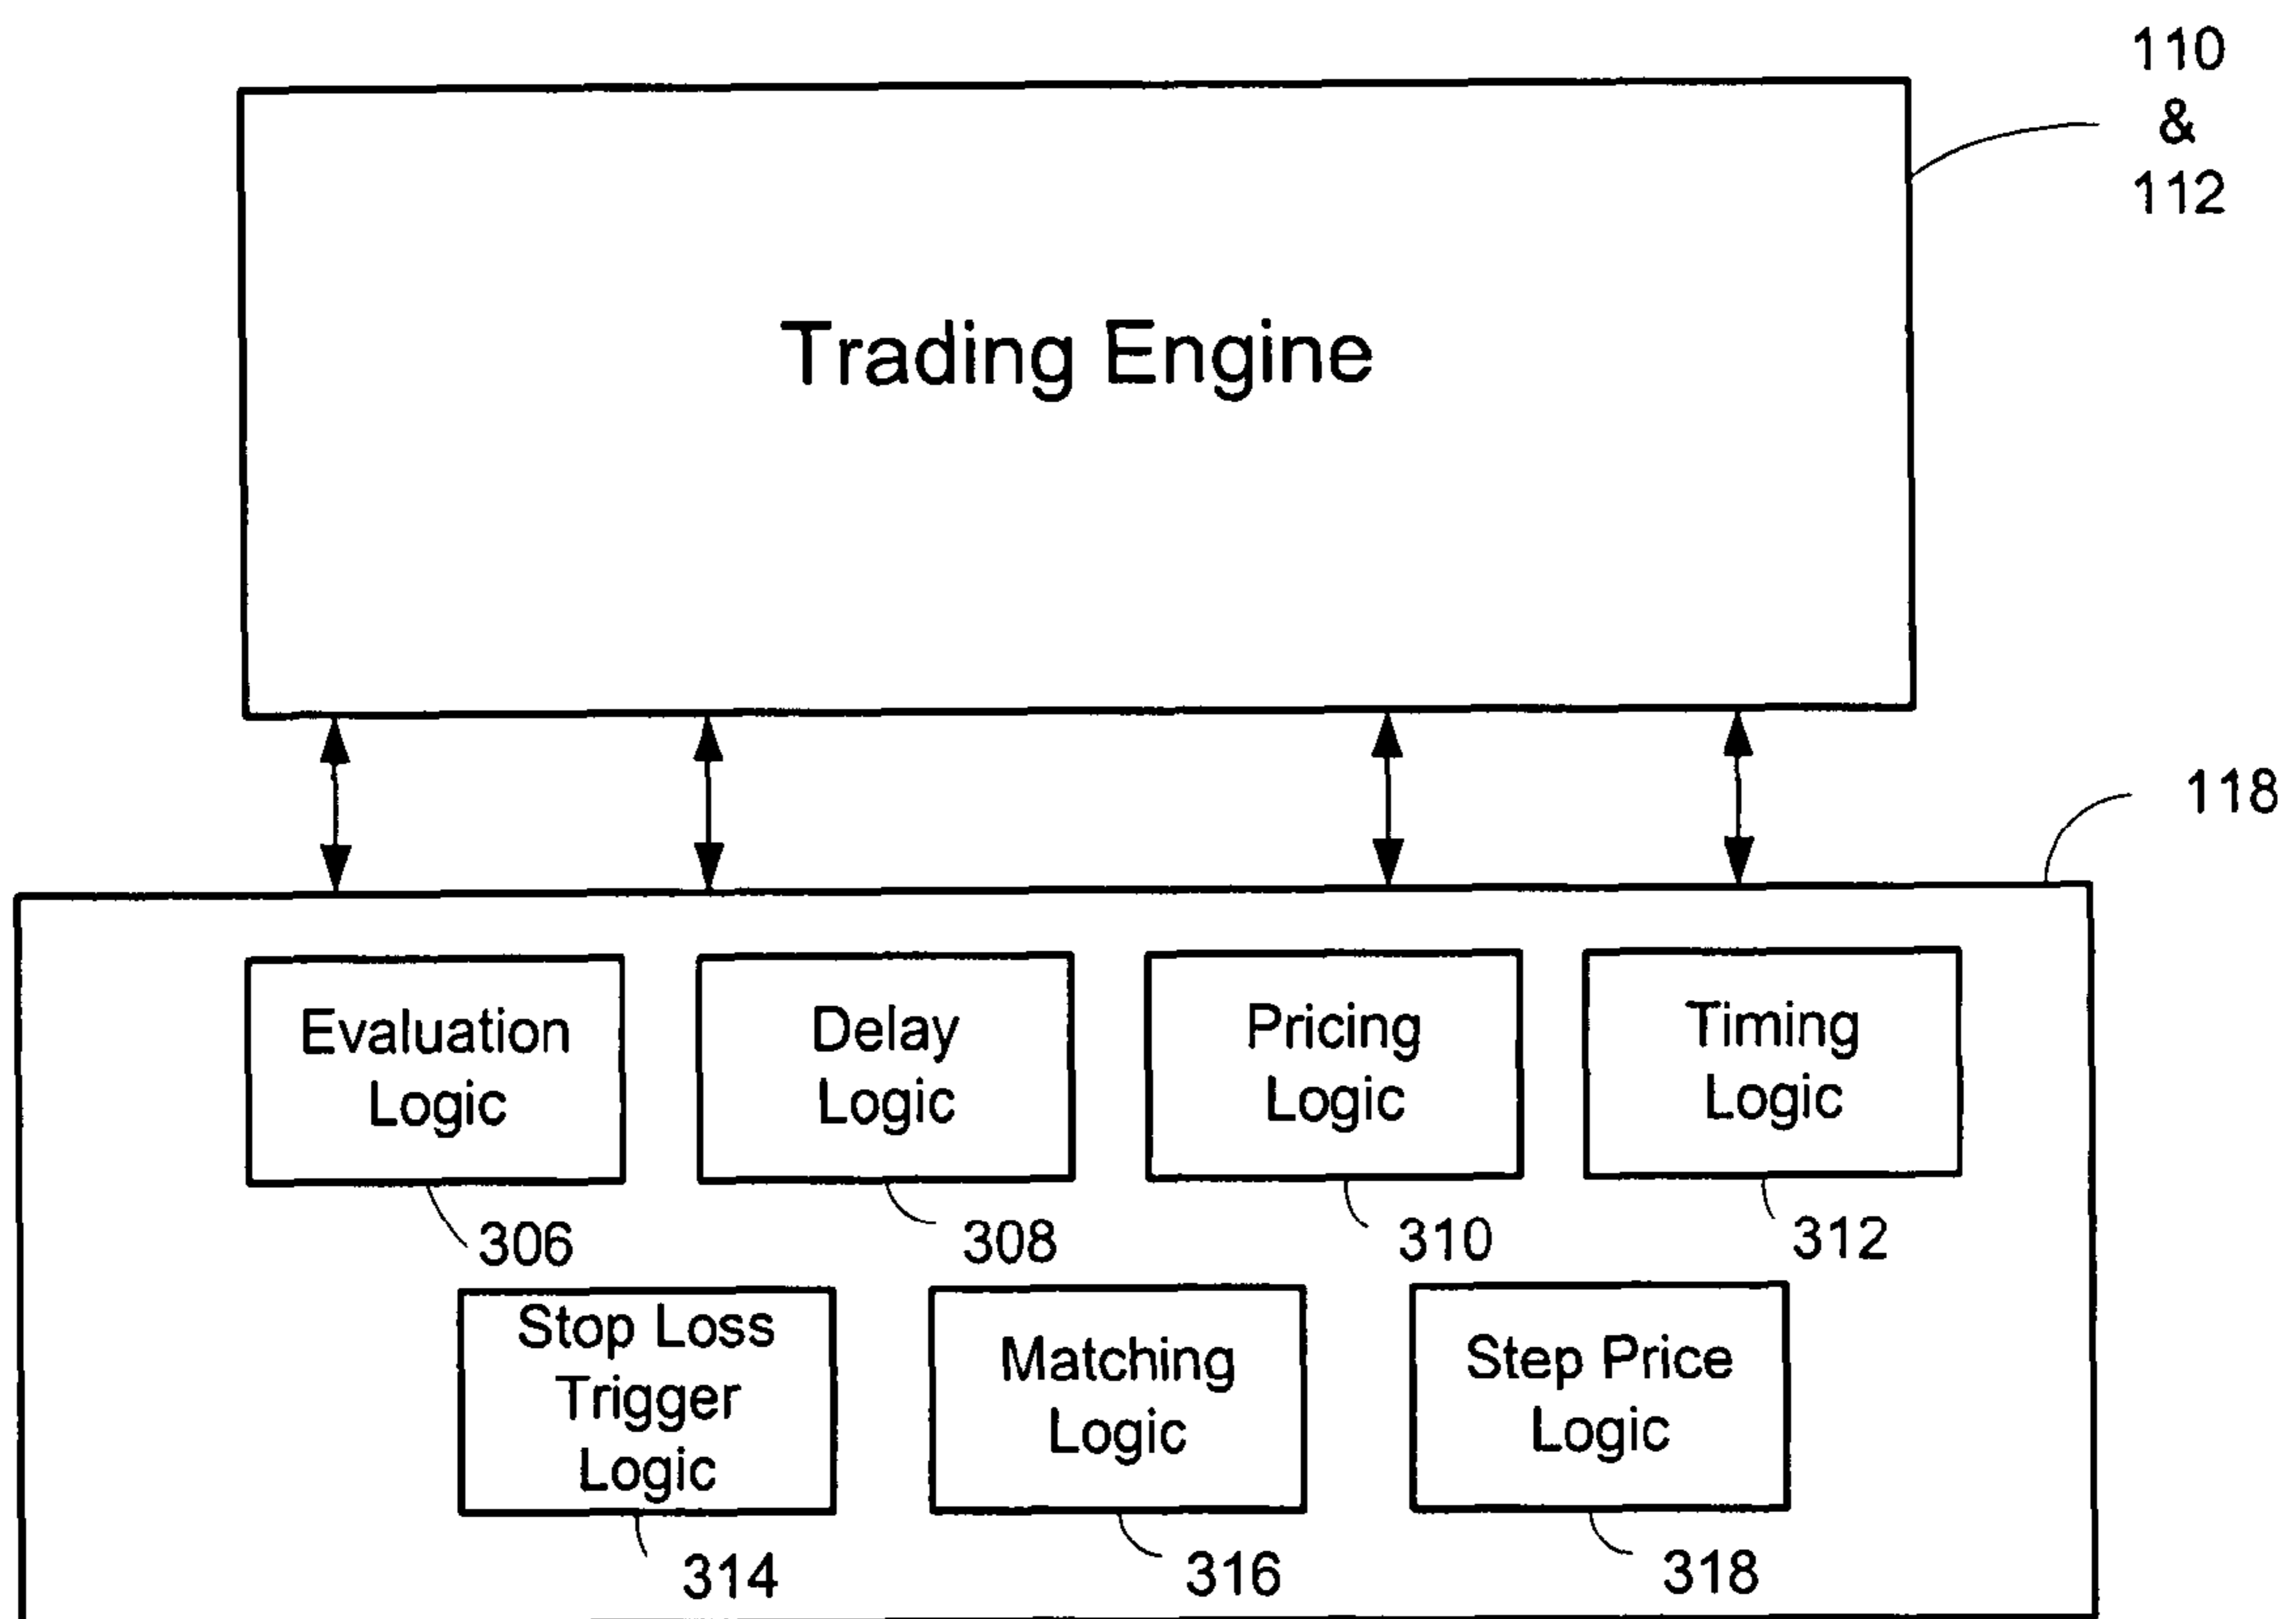 110
&
112
Trading Engine
118
Evaluation
Logic
Delay
Logic
Pricing
Logic
Timing
Logic
306
308
310
312
Stop Loss
Trigger
Logic
Matching
Logic
Step Price
Logic
314
316
318